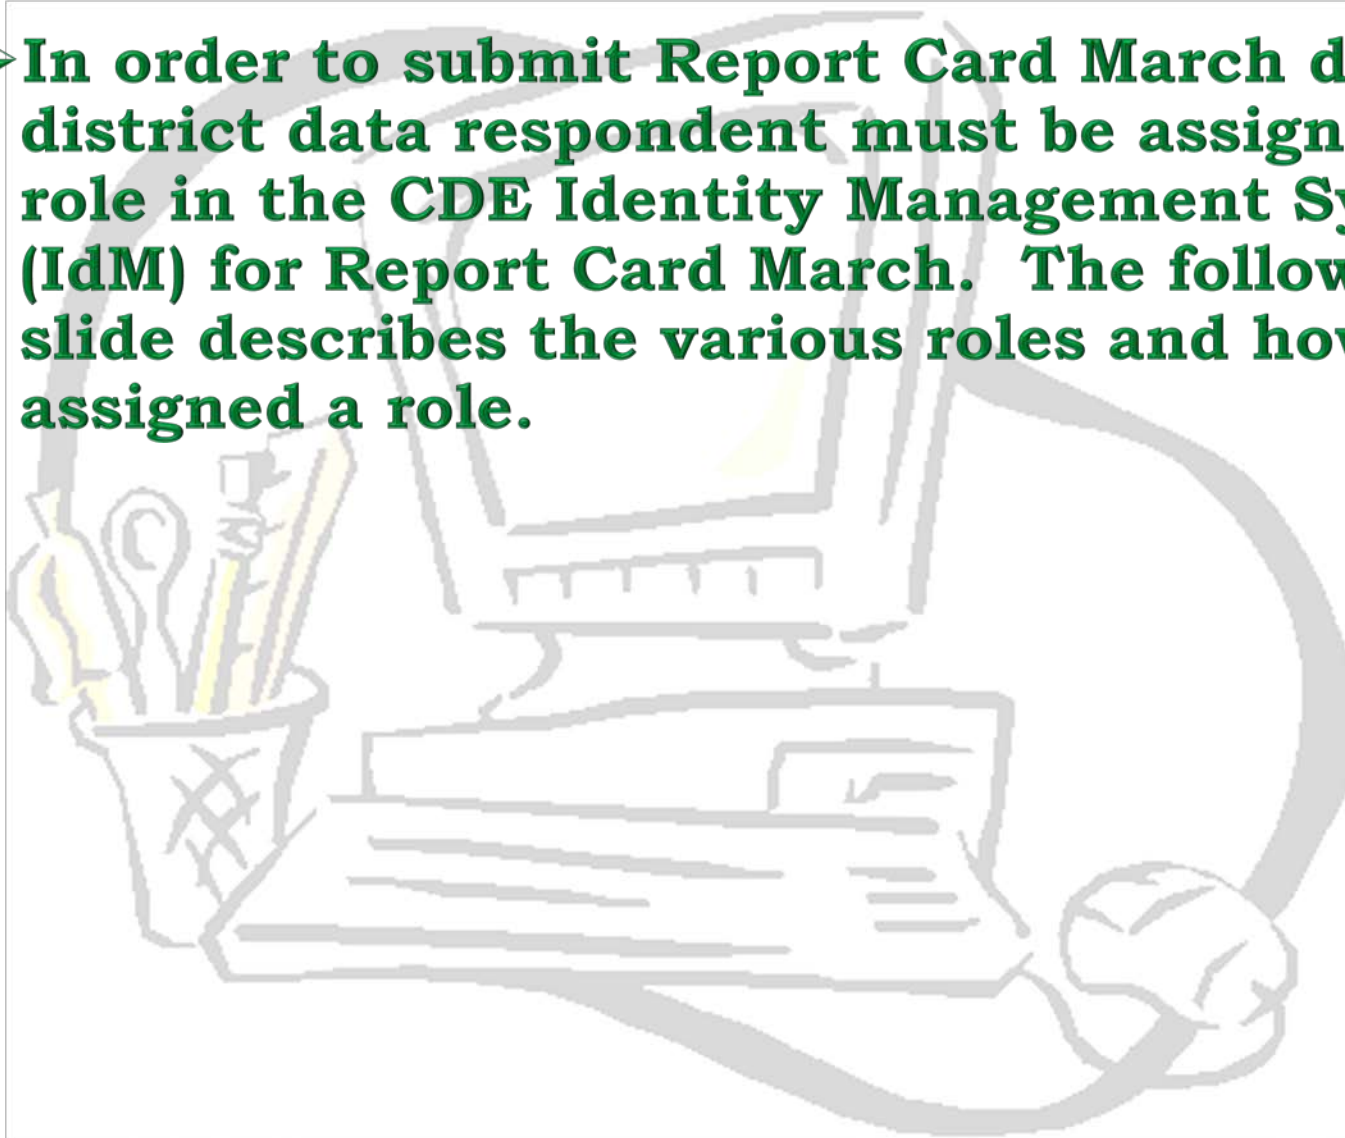 In order to submit Report Card March d
district data respondent must be assign
role in the CDE Identity Management Sy
(IdM) for Report Card March. The follow
slide describes the various roles and how
assigned a role.